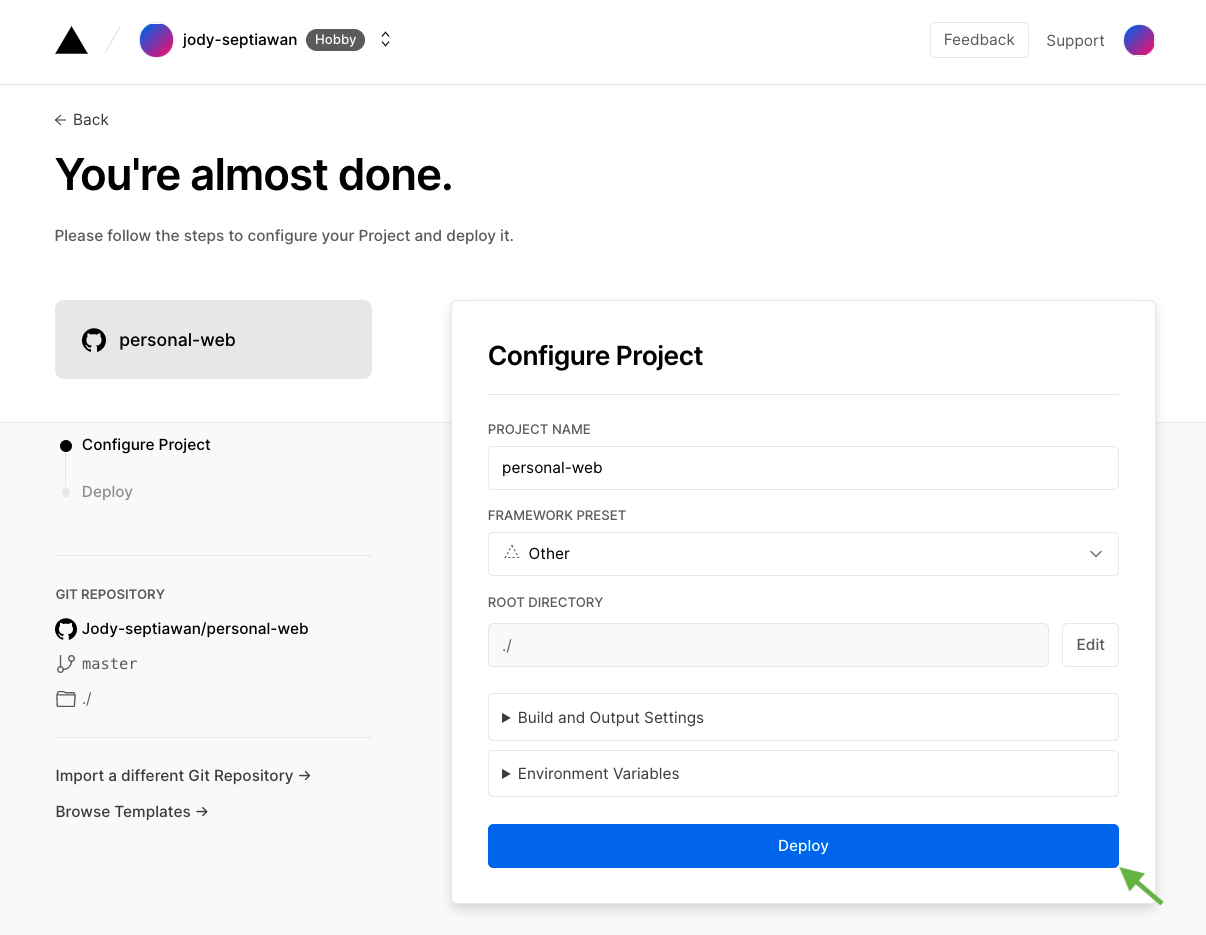 jody-septiawan Hobby
Feedback Support
← Back
You're almost done.
Please follow the steps to configure your Project and deploy it.
personal-web
Configure Project
Deploy
GIT REPOSITORY
Jody-septiawan/personal-web
master
./
Import a different Git Repository →
Browse Templates →
Configure Project
PROJECT NAME
personal-web
FRAMEWORK PRESET
Other
ROOT DIRECTORY
./ Edit
Build and Output Settings
Environment Variables
Deploy